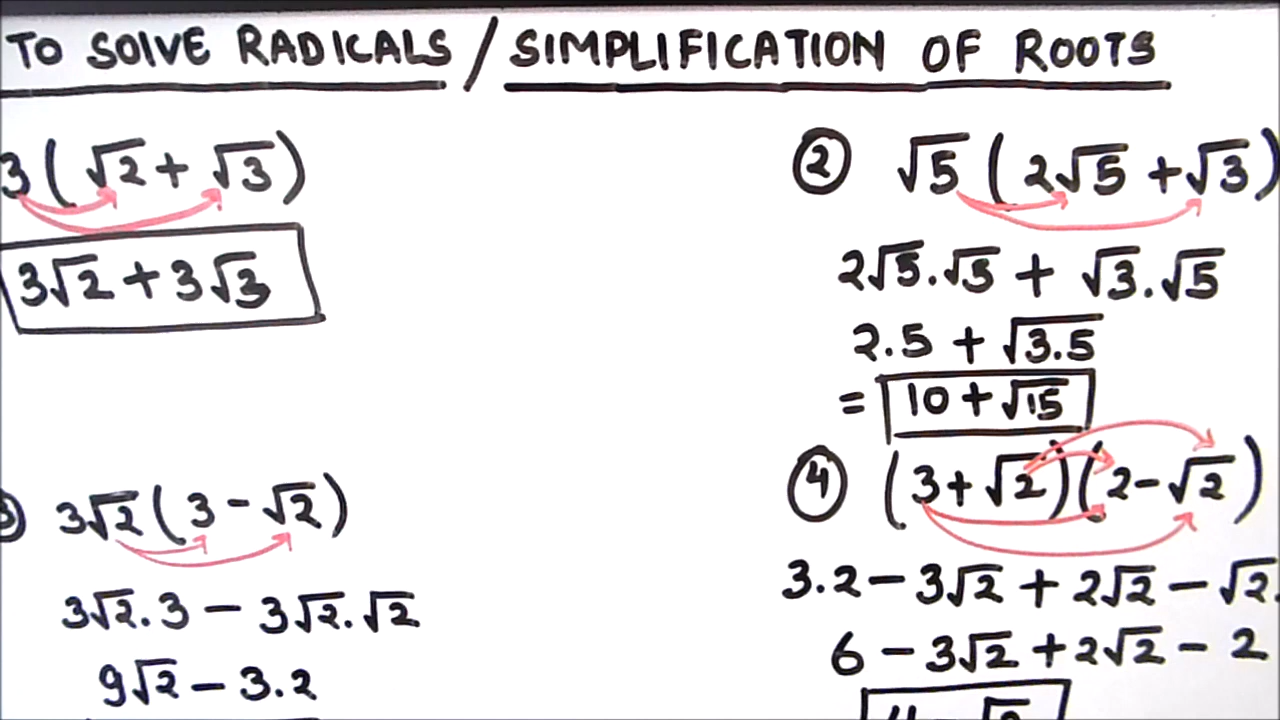 TO SOLVE RADICALS / SIMPLIFICATION OF ROOTS
3(√2 + √3)
3√2 + 3√3
② √5(2√5 + √3)
2√5.√5 + √3.√5
2.5 + √3.5
= 10 + √15
3√2(3 - √2)
3√2.3 - 3√2.√2
9√2 - 3.2
④ (3+√2)(2-√2)
3.2 - 3√2 + 2√2 - √2.
6 - 3√2 + 2√2 - 2